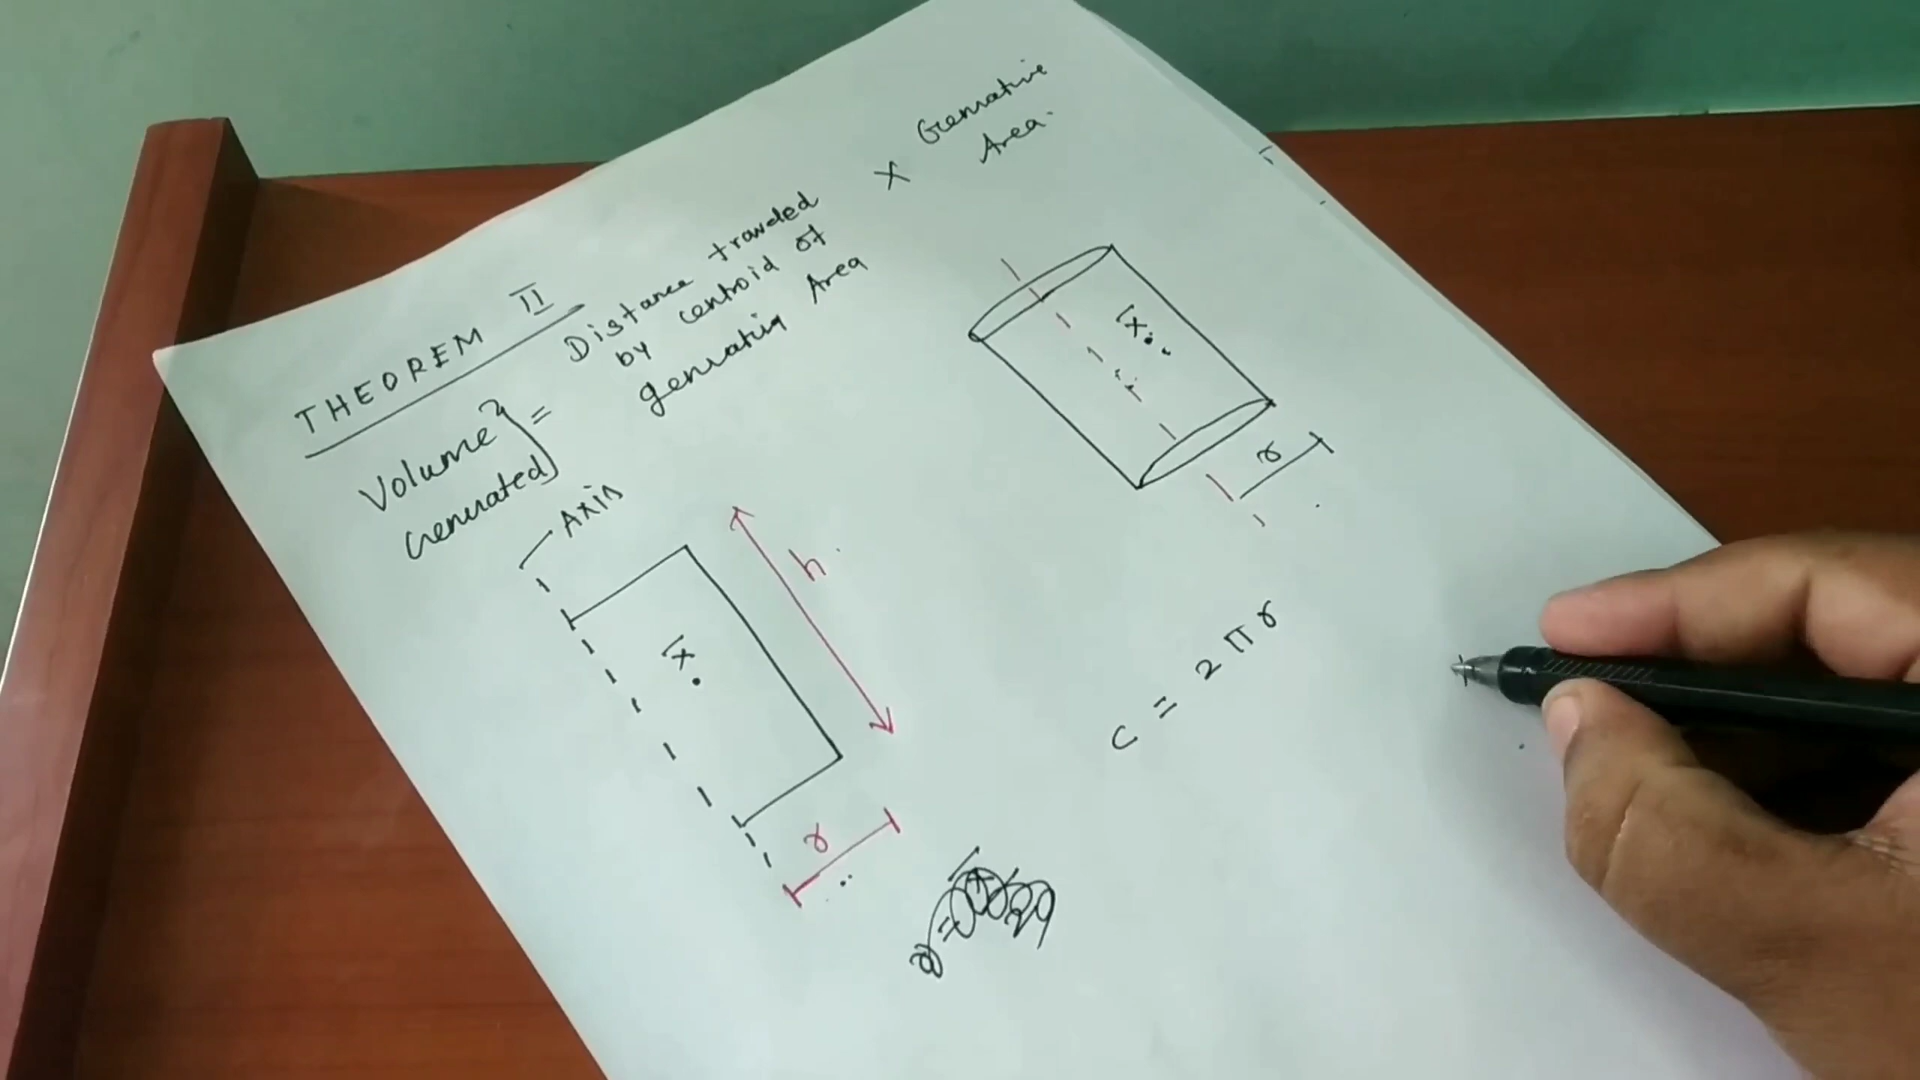 THEOREM II
Volume } = Distance traveled × Generative
Generated by centroid of Area.
generating Area
Axis
x̅
h
r
x̅
r
c = 2πr